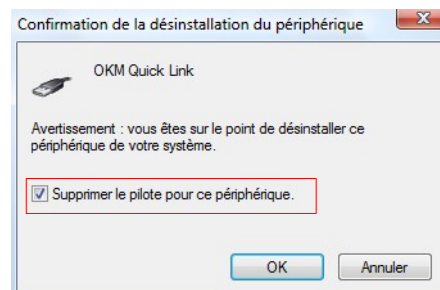 Confirmation de la désinstallation du périphérique
OKM Quick Link
Avertissement : vous êtes sur le point de désinstaller ce
périphérique de votre système.
Supprimer le pilote pour ce périphérique.
OK
Annuler